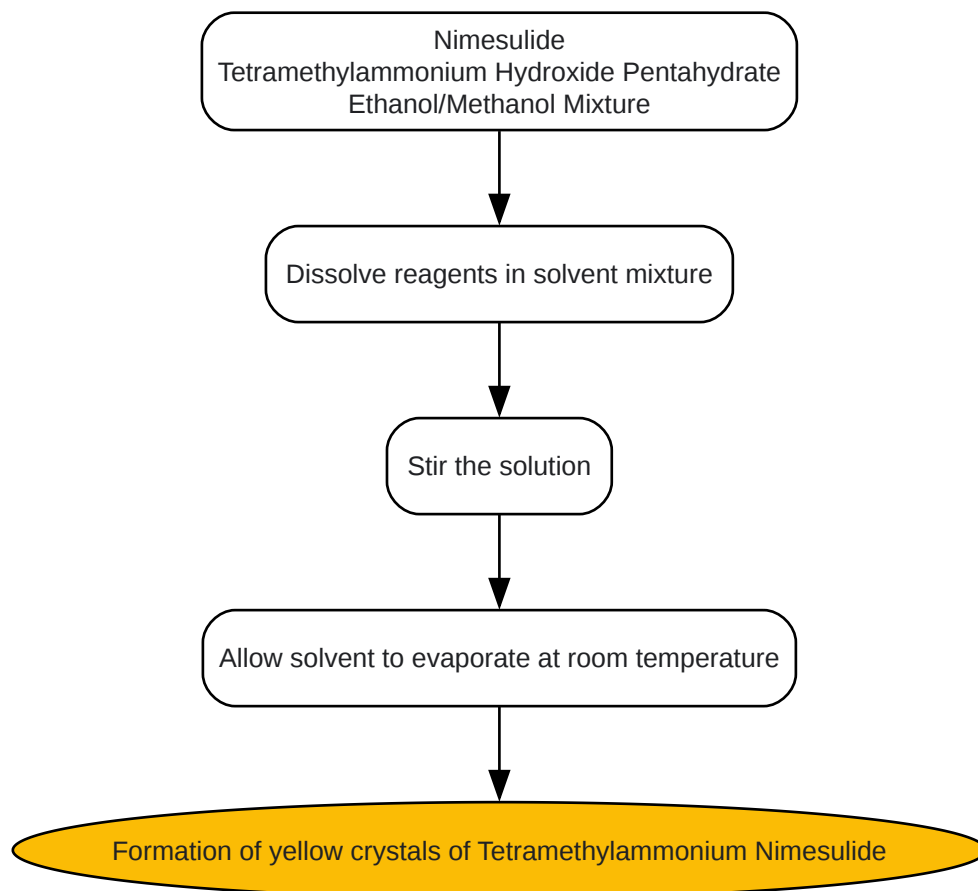 Nimesulide
Tetramethylammonium Hydroxide Pentahydrate
Ethanol/Methanol Mixture
Dissolve reagents in solvent mixture
Stir the solution
Allow solvent to evaporate at room temperature
Formation of yellow crystals of Tetramethylammonium Nimesulide